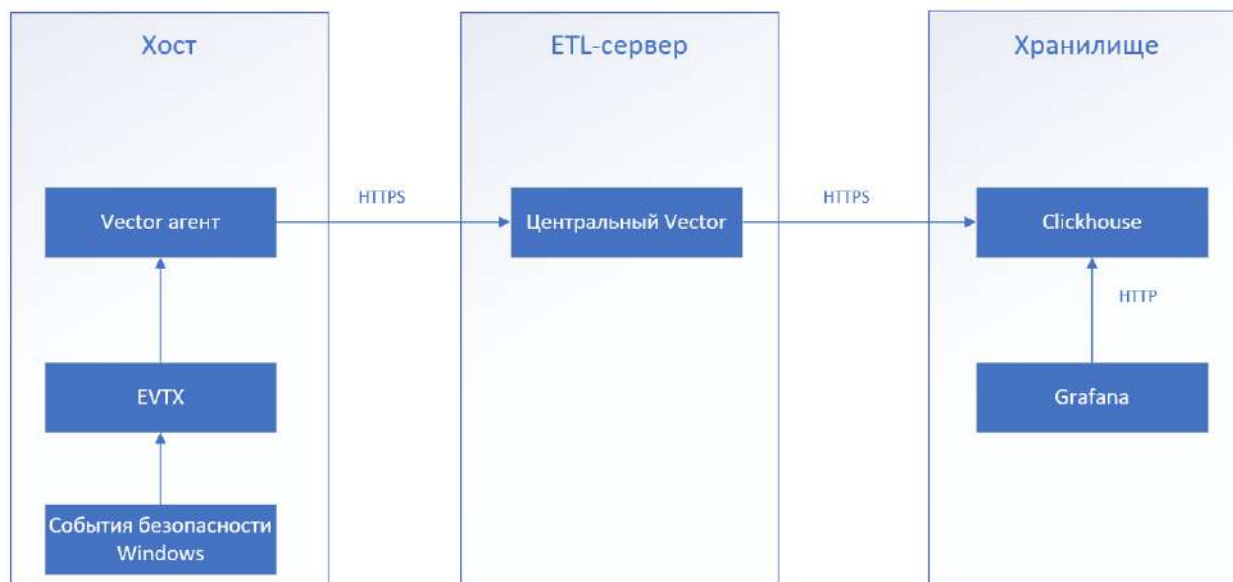 Хост
ETL-сервер
Хранилище
Vector агент
HTTPS
Центральный Vector
HTTPS
Clickhouse
HTTP
EVTX
Grafana
События безопасности
Windows